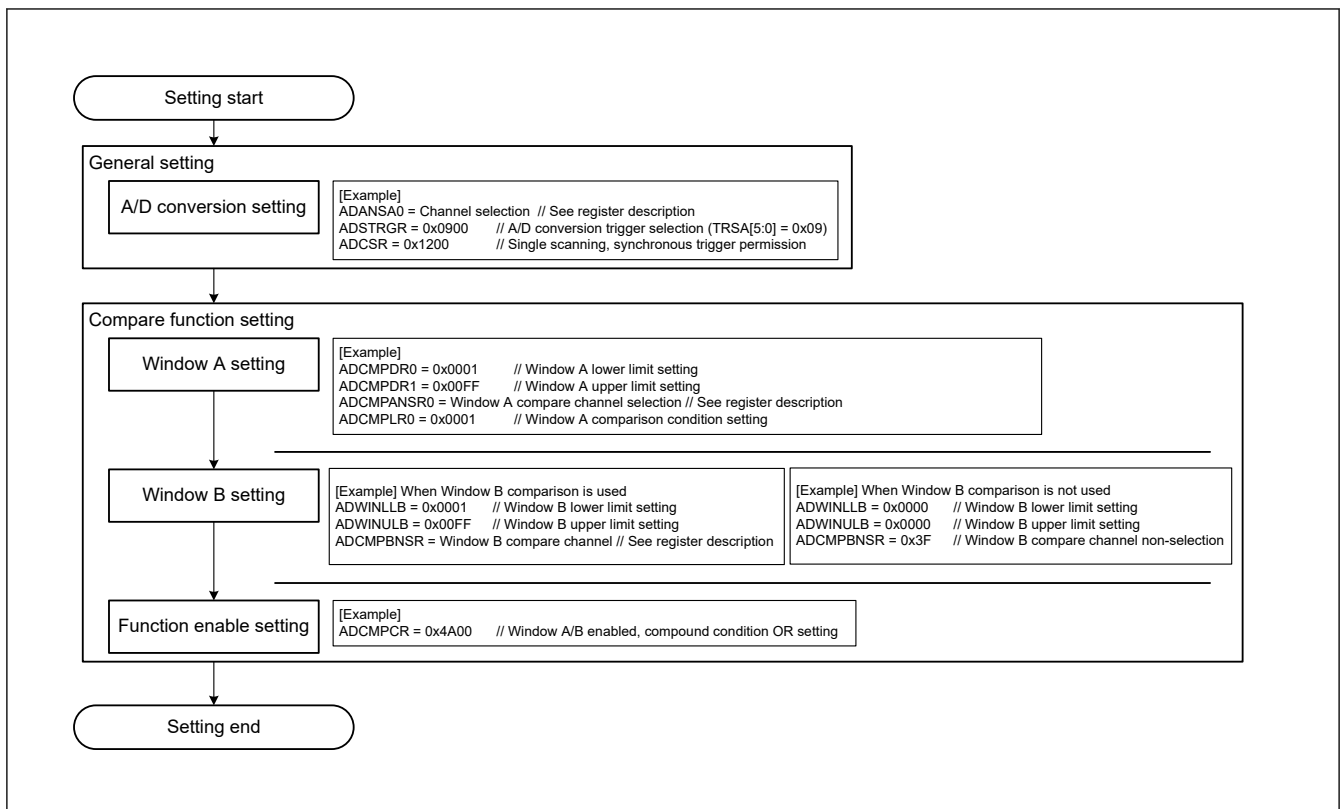 Setting start
General setting
A/D conversion setting
[Example]
ADANSA0 = Channel selection // See register description
ADSTRGR = 0x0900 // A/D conversion trigger selection (TRSA[5:0] = 0x09)
ADCSR = 0x1200 // Single scanning, synchronous trigger permission
Compare function setting
Window A setting
[Example]
ADCMPDR0 = 0x0001 // Window A lower limit setting
ADCMPDR1 = 0x00FF // Window A upper limit setting
ADCMPANSR0 = Window A compare channel selection // See register description
ADCMPLR0 = 0x0001 // Window A comparison condition setting
Window B setting
[Example] When Window B comparison is used
ADWINLLB = 0x0001 // Window B lower limit setting
ADWINULB = 0x00FF // Window B upper limit setting
ADCMPBNSR = Window B compare channel // See register description
[Example] When Window B comparison is not used
ADWINLLB = 0x0000 // Window B lower limit setting
ADWINULB = 0x0000 // Window B upper limit setting
ADCMPBNSR = 0x3F // Window B compare channel non-selection
Function enable setting
[Example]
ADCMPCR = 0x4A00 // Window A/B enabled, compound condition OR setting
Setting end